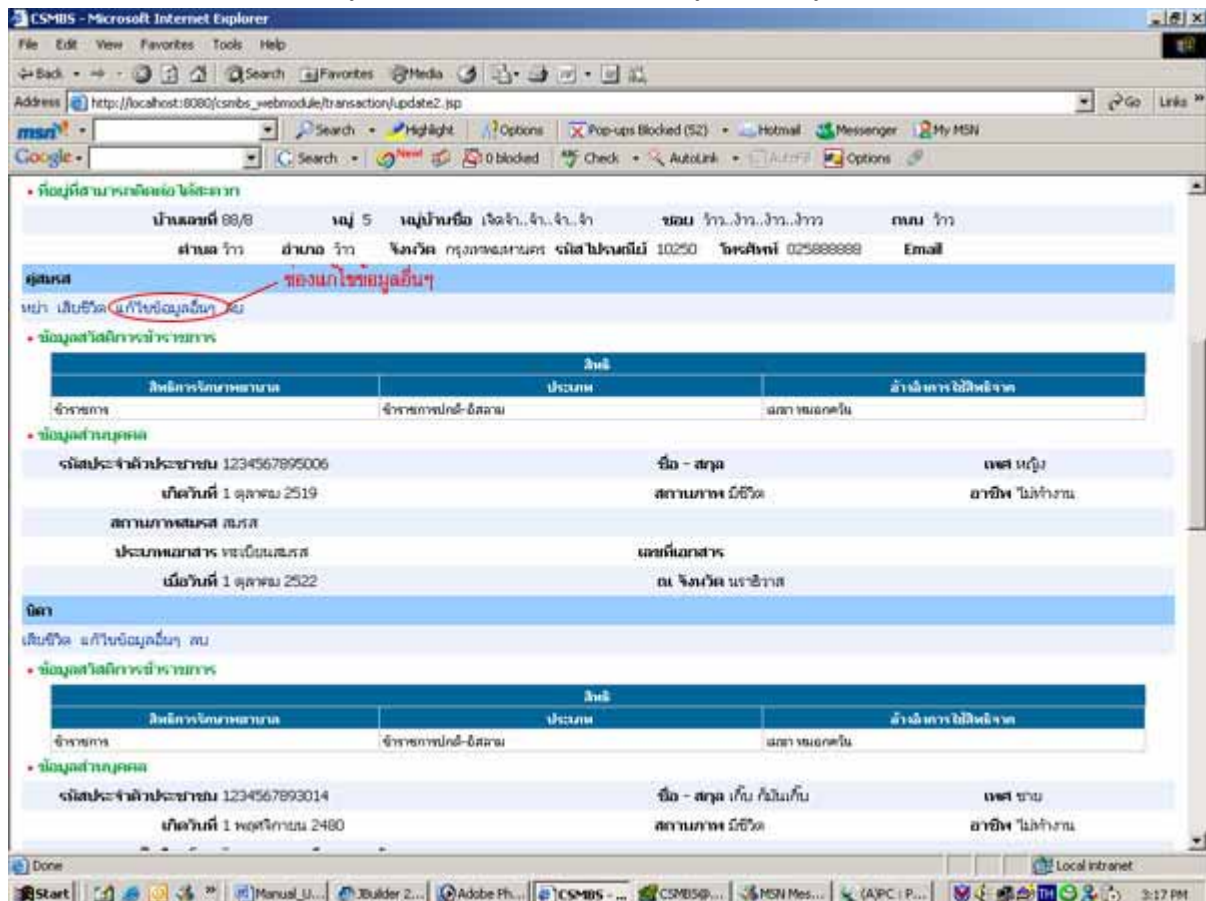 CSMBS - Microsoft Internet Explorer
File Edit View Favorites Tools Help
Back Search Favorites Media
Address http://localhost:8080/csmbs_webmodule/transaction/update2.jsp Go Links »
msn Search Highlight Options Pop-ups Blocked (52) Hotmail Messenger My MSN
Google Search New! 0 blocked Check AutoLink AutoFill Options
• ที่อยู่ที่สามารถติดต่อได้สะดวก
บ้านเลขที่ 88/8 หมู่ 5 หมู่บ้านชื่อ ซอย ถนน ว้าว
ตำบล ว้าว อำเภอ ว้าว จังหวัด กรุงเทพมหานคร รหัสไปรษณีย์ 10250 โทรศัพท์ 025888888 Email
คู่สมรส
ช่องแก้ไขข้อมูลอื่นๆ
หย่า เสียชีวิต แก้ไขข้อมูลอื่นๆ ลบ
• ข้อมูลสวัสดิการข้าราชการ
สิทธิ
สิทธิการรักษาพยาบาล ประเภท อ้างอิงการใช้สิทธิจาก
ข้าราชการ ข้าราชการปกติ-อิสลาม
• ข้อมูลส่วนบุคคล
รหัสประจำตัวประชาชน 1234567895006 ชื่อ - สกุล เพศ หญิง
เกิดวันที่ 1 ตุลาคม 2519 สถานภาพ มีชีวิต อาชีพ ไม่ทำงาน
สถานภาพสมรส สมรส
ประเภทเอกสาร ทะเบียนสมรส เลขที่เอกสาร
เมื่อวันที่ 1 ตุลาคม 2522 ณ จังหวัด นราธิวาส
บิดา
เสียชีวิต แก้ไขข้อมูลอื่นๆ ลบ
• ข้อมูลสวัสดิการข้าราชการ
สิทธิ
สิทธิการรักษาพยาบาล ประเภท อ้างอิงการใช้สิทธิจาก
ข้าราชการ ข้าราชการปกติ-อิสลาม
• ข้อมูลส่วนบุคคล
รหัสประจำตัวประชาชน 1234567893014 ชื่อ - สกุล เพศ ชาย
เกิดวันที่ 1 พฤศจิกายน 2480 สถานภาพ มีชีวิต อาชีพ ไม่ทำงาน
Done Local intranet
Start Manual_U... JBuilder 2... Adobe Ph... CSMBS - ... CSMBS@... MSN Mes... (A)PC : P... TH 3:17 PM